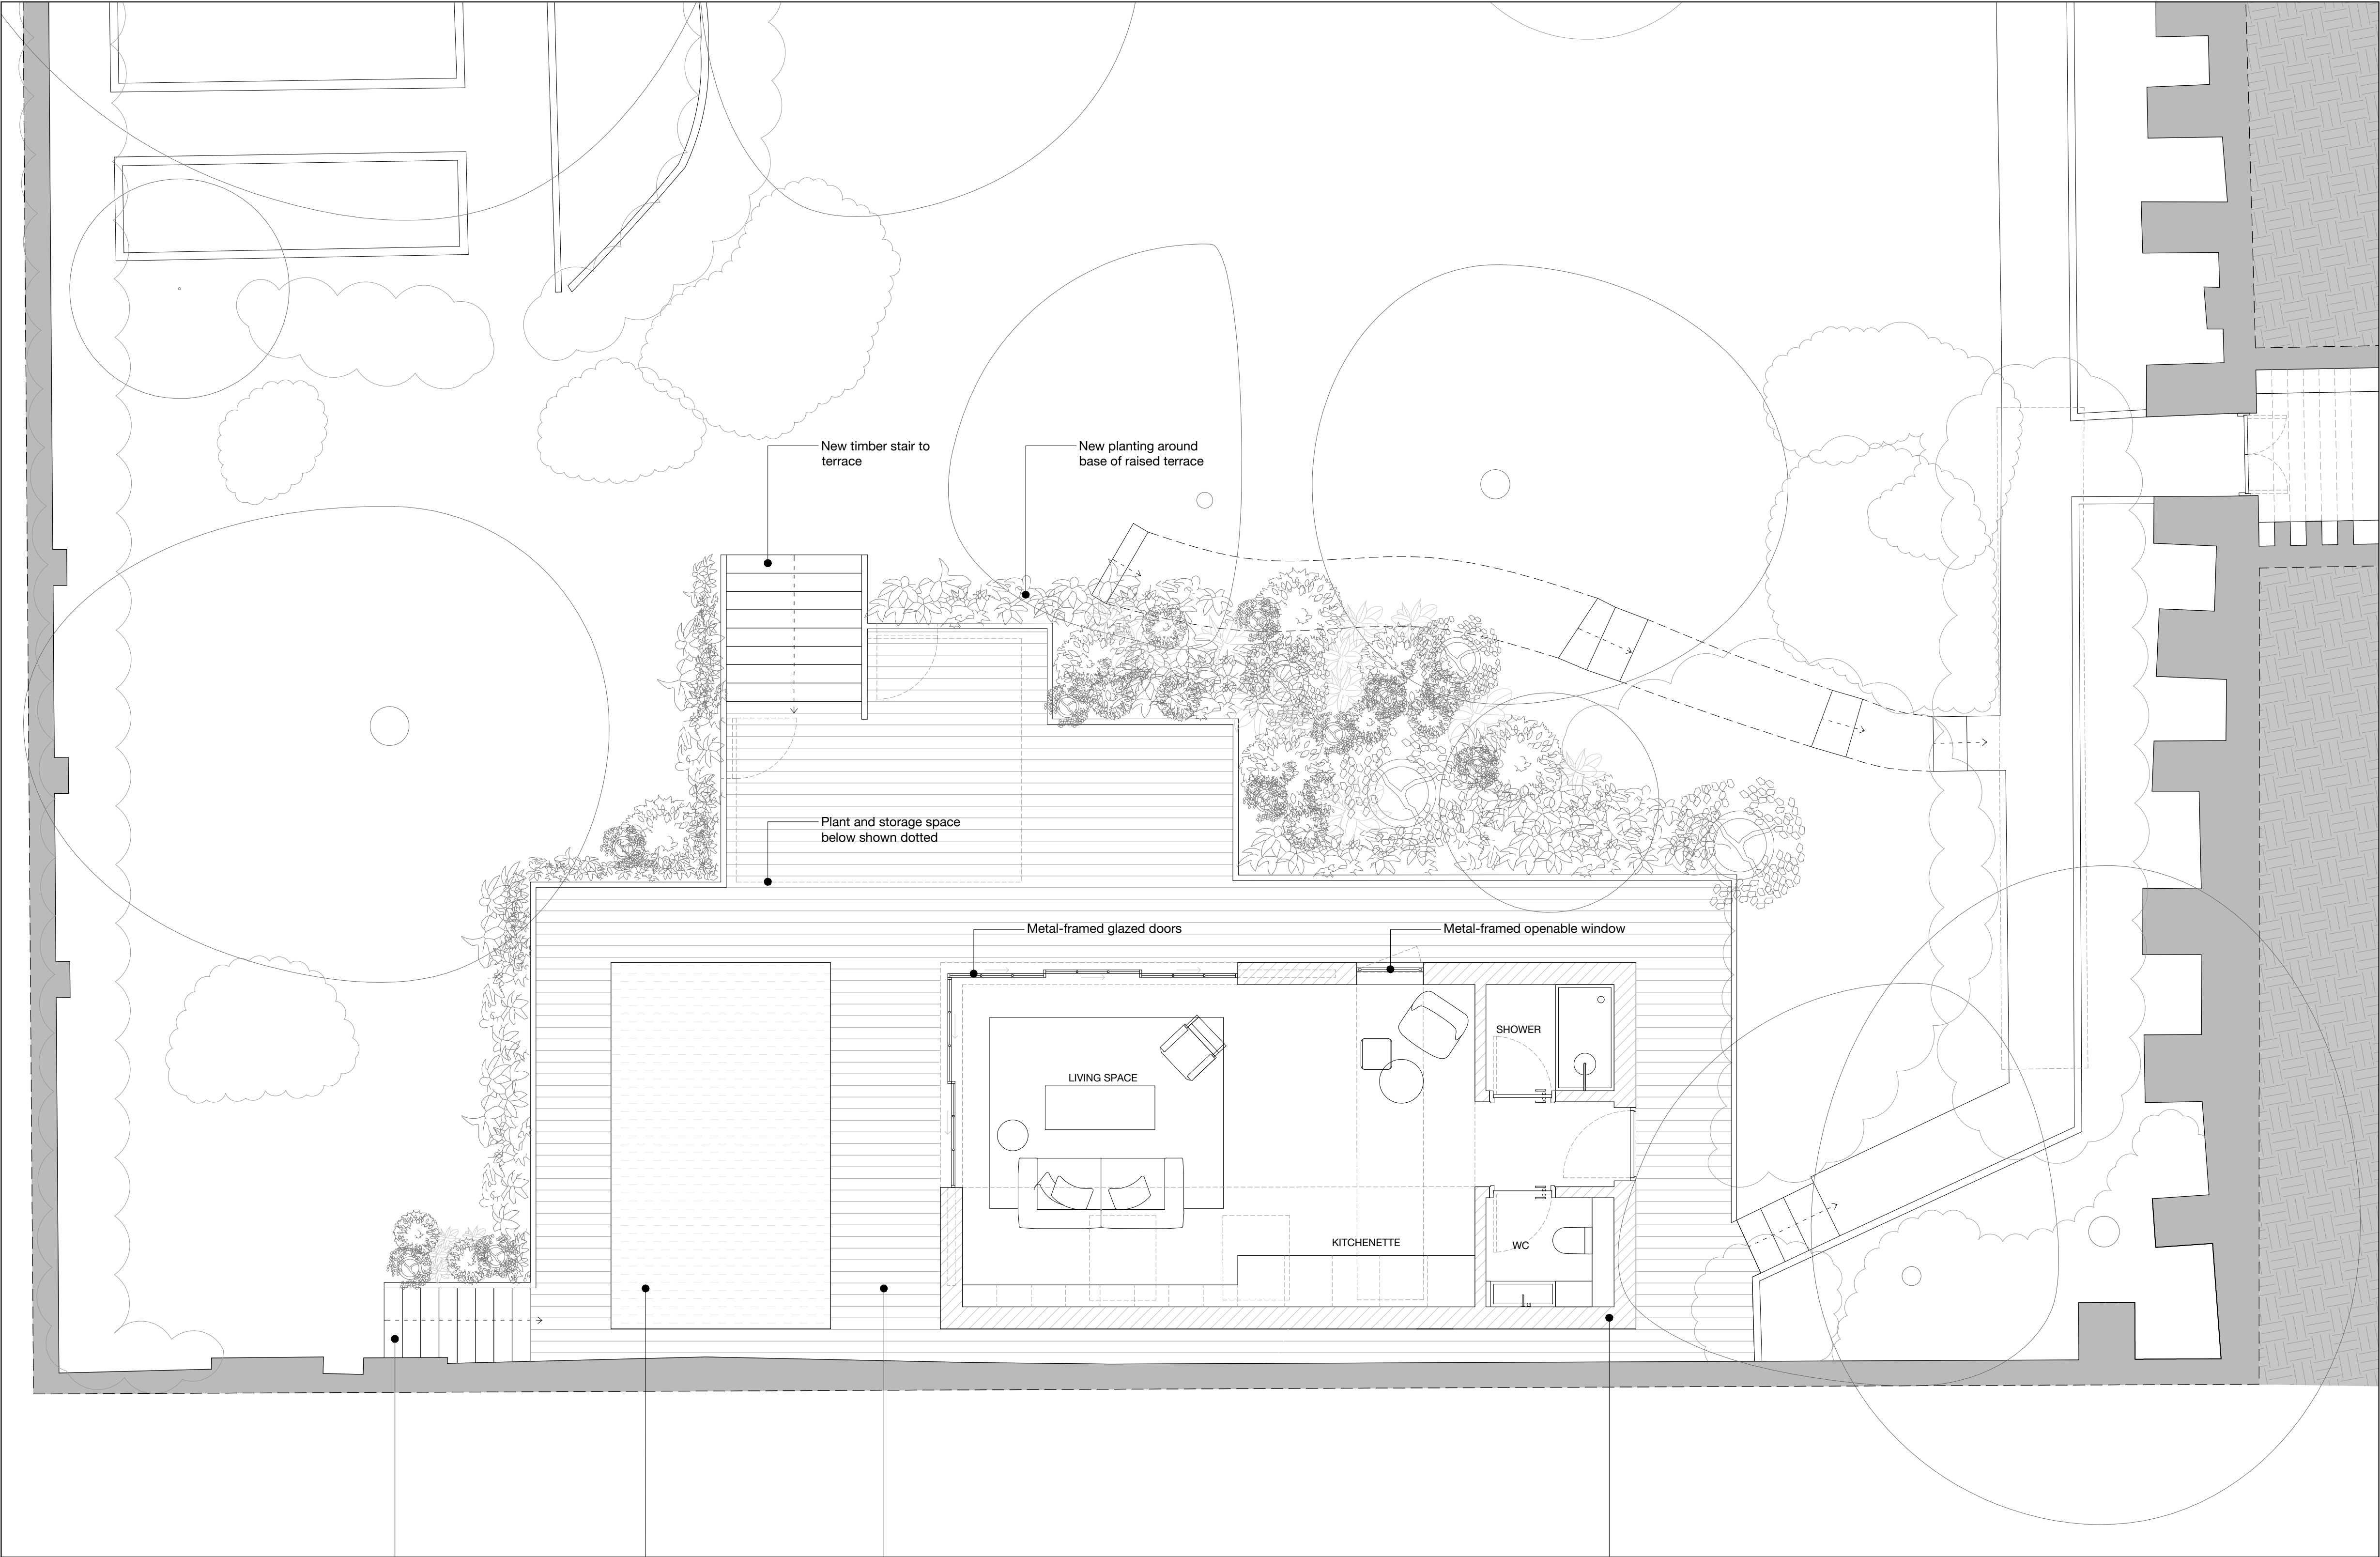 New timber stair to
terrace
New planting around
base of raised terrace
Plant and storage space
below shown dotted
Metal-framed glazed doors
Metal-framed openable window
SHOWER
LIVING SPACE
KITCHENETTE
WC